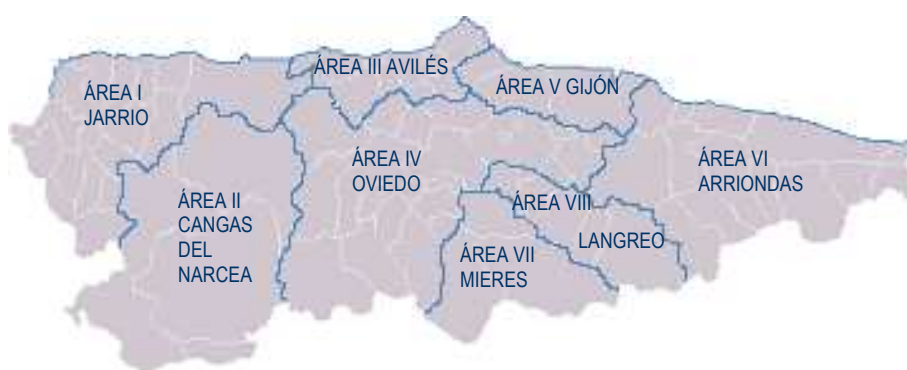 ÁREA I
JARRIO
ÁREA II
CANGAS
DEL
NARCEA
ÁREA III AVILÉS
ÁREA IV
OVIEDO
ÁREA V GIJÓN
ÁREA VI
ARRIONDAS
ÁREA VII
MIERES
ÁREA VIII
LANGREO